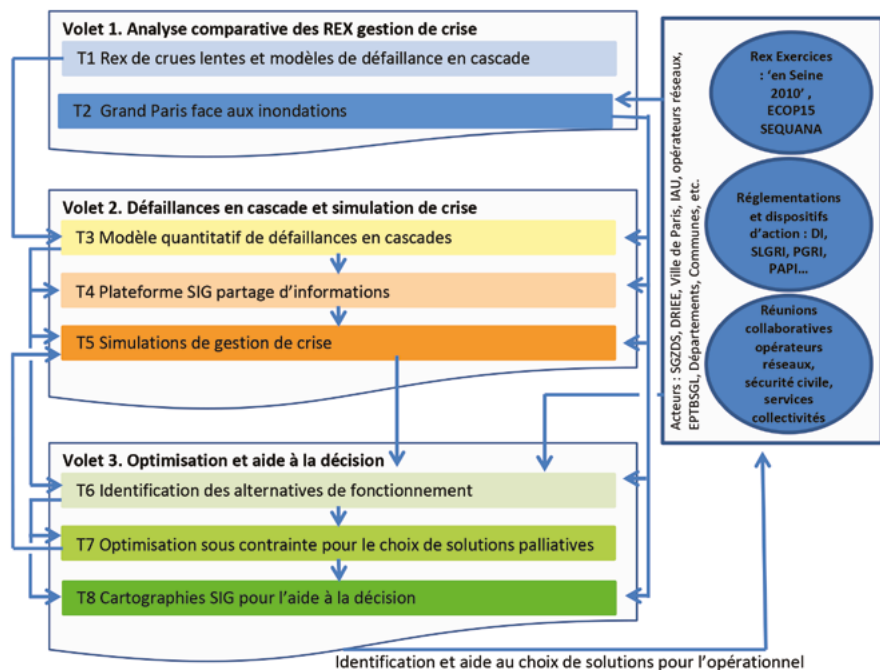 Volet 1. Analyse comparative des REX gestion de crise
T1 Rex de crues lentes et modèles de défaillance en cascade
T2 Grand Paris face aux inondations
Volet 2. Défaillances en cascade et simulation de crise
T3 Modèle quantitatif de défaillances en cascades
T4 Plateforme SIG partage d’informations
T5 Simulations de gestion de crise
Volet 3. Optimisation et aide à la décision
T6 Identification des alternatives de fonctionnement
T7 Optimisation sous contrainte pour le choix de solutions palliatives
T8 Cartographies SIG pour l’aide à la décision
Acteurs : SGZDS, DRIEE, Ville de Paris, IAU, opérateurs réseaux,
EPTBSGL, Départements, Communes, etc.
Rex Exercices
: ‘en Seine
2010’ ,
ECOP15
SEQUANA
Réglementations
et dispositifs
d’action : DI,
SLGRI, PGRI,
PAPI…
Réunions
collaboratives
opérateurs
réseaux,
sécurité civile,
services
collectivités
Identification et aide au choix de solutions pour l’opérationnel